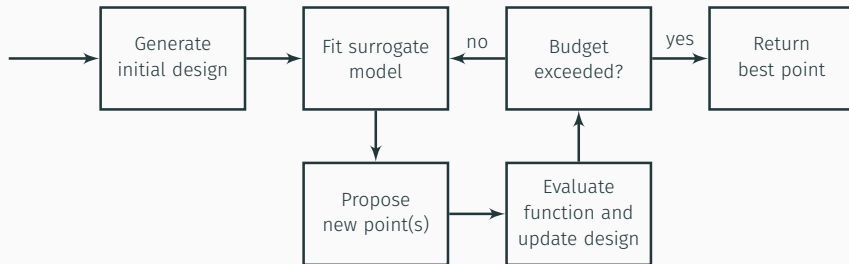 Generate
initial design
Fit surrogate
model
no
Budget
exceeded?
yes
Return
best point
Propose
new point(s)
Evaluate
function and
update design